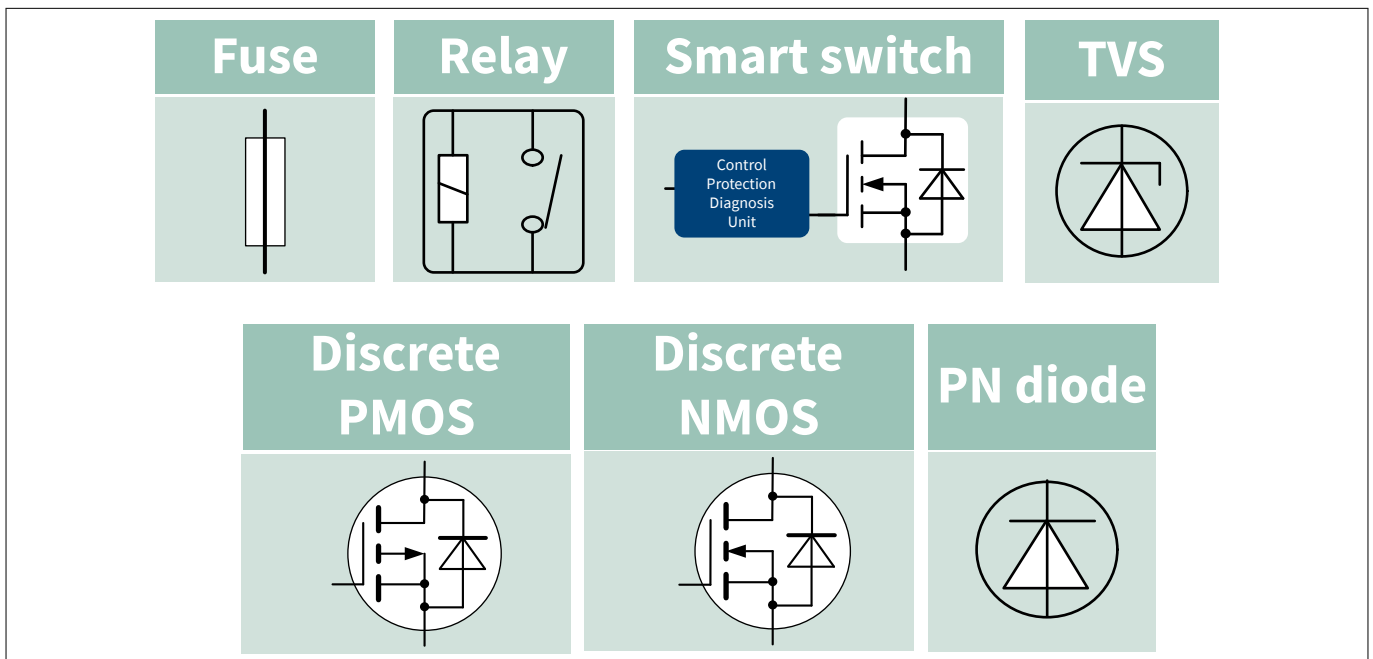 Fuse
Relay
Smart switch
TVS
Control
Protection
Diagnosis
Unit
Discrete
PMOS
Discrete
NMOS
PN diode